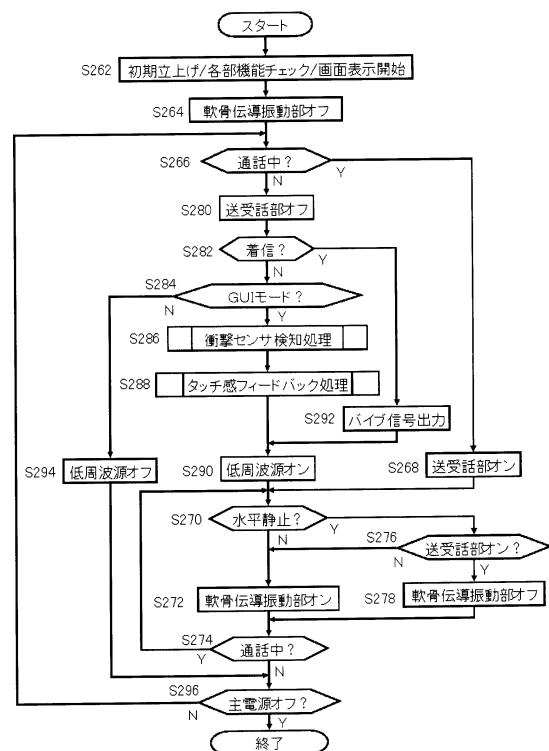 スタート
S262 初期立上げ/各部機能チェック/画面表示開始
S264 軟骨伝導振動部オフ
S266 通話中?
Y
N
S280 送受話部オフ
S282 着信?
Y
N
S284 GUIモード?
N
Y
S286 衝撃センサ検知処理
S288 タッチ感フィードバック処理
S292 バイブ信号出力
S294 低周波源オフ
S290 低周波源オン
S268 送受話部オン
S270 水平静止?
Y
N
S276 送受話部オン?
N
Y
S272 軟骨伝導振動部オン
S278 軟骨伝導振動部オフ
S274 通話中?
Y
N
S296 主電源オフ?
N
Y
終了